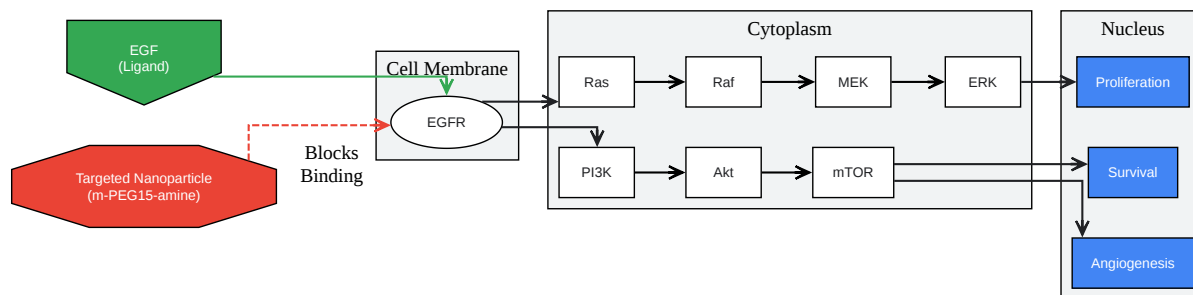 EGF
(Ligand)
Targeted Nanoparticle
(m-PEG15-amine)
Blocks
Binding
Cell Membrane
EGFR
Cytoplasm
Ras
Raf
MEK
ERK
PI3K
Akt
mTOR
Nucleus
Proliferation
Survival
Angiogenesis